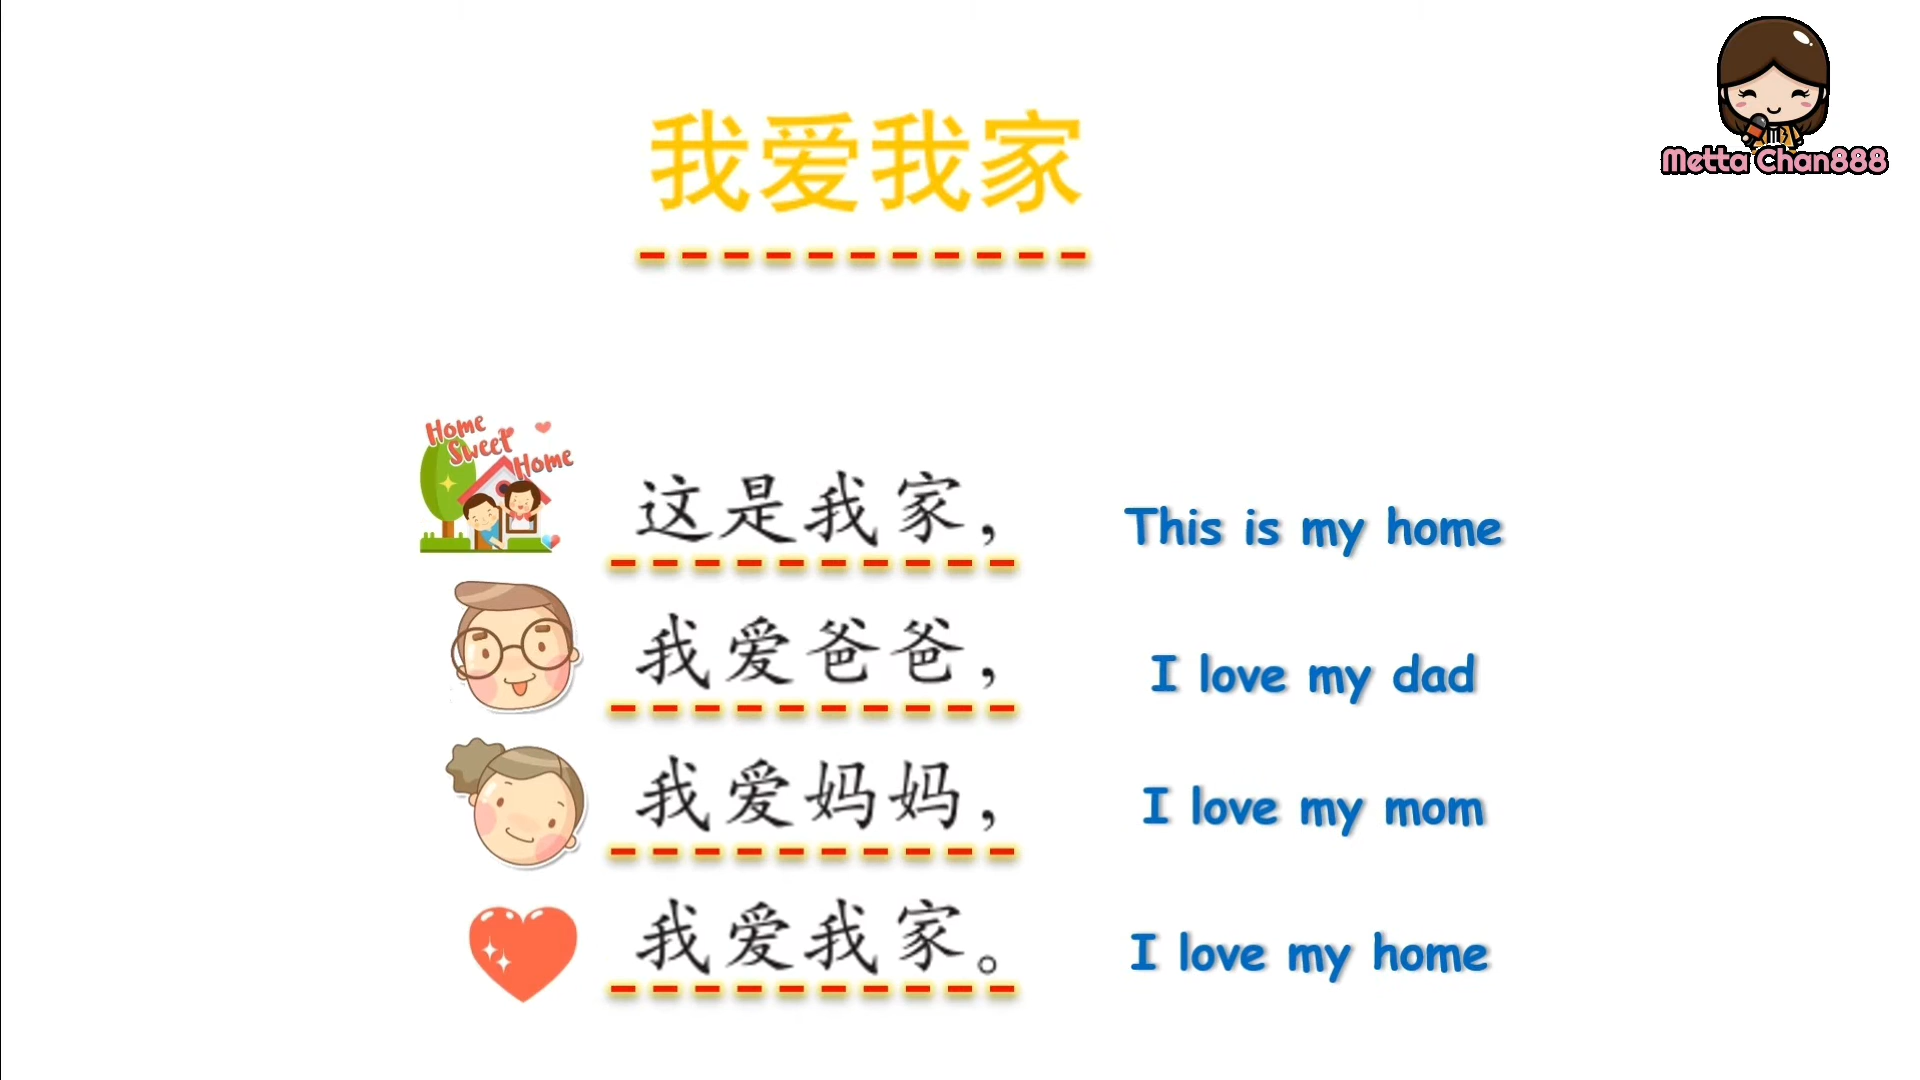 Metta Chan888
我爱我家
Home
Sweet
Home
这是我家，
This is my home
我爱爸爸，
I love my dad
我爱妈妈，
I love my mom
我爱我家。
I love my home